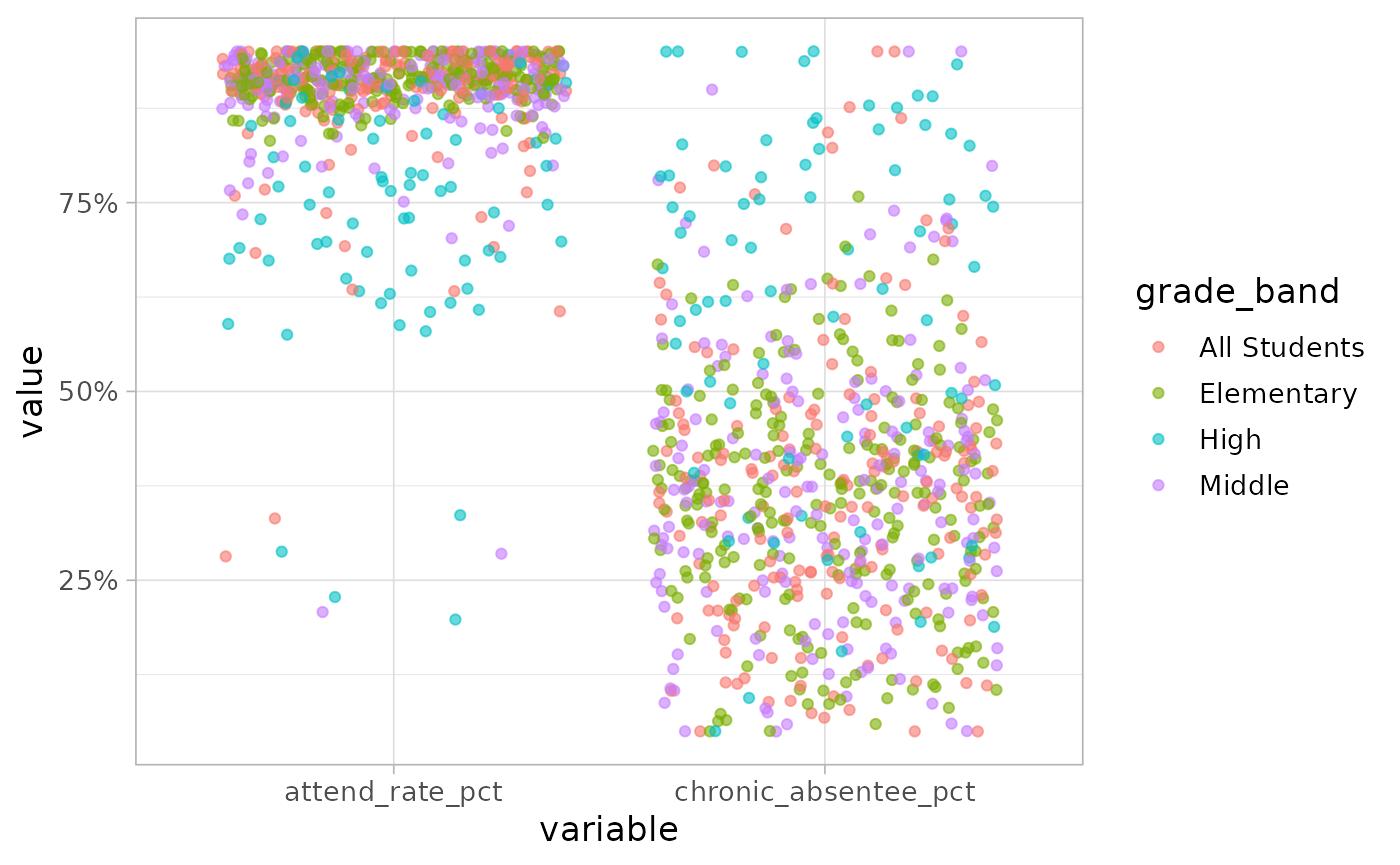 75%
50%
25%
value
attend_rate_pct
chronic_absentee_pct
variable
grade_band
All Students
Elementary
High
Middle